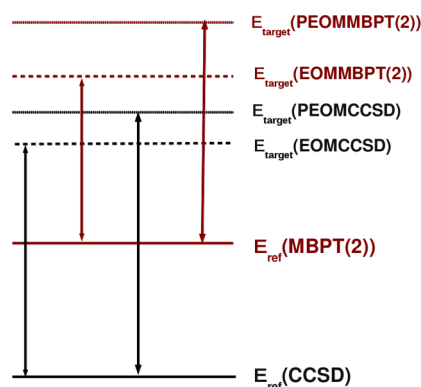 E_target(PEOMMBPT(2))
E_target(EOMMBPT(2))
E_target(PEOMCCSD)
E_target(EOMCCSD)
E_ref(MBPT(2))
E_ref(CCSD)